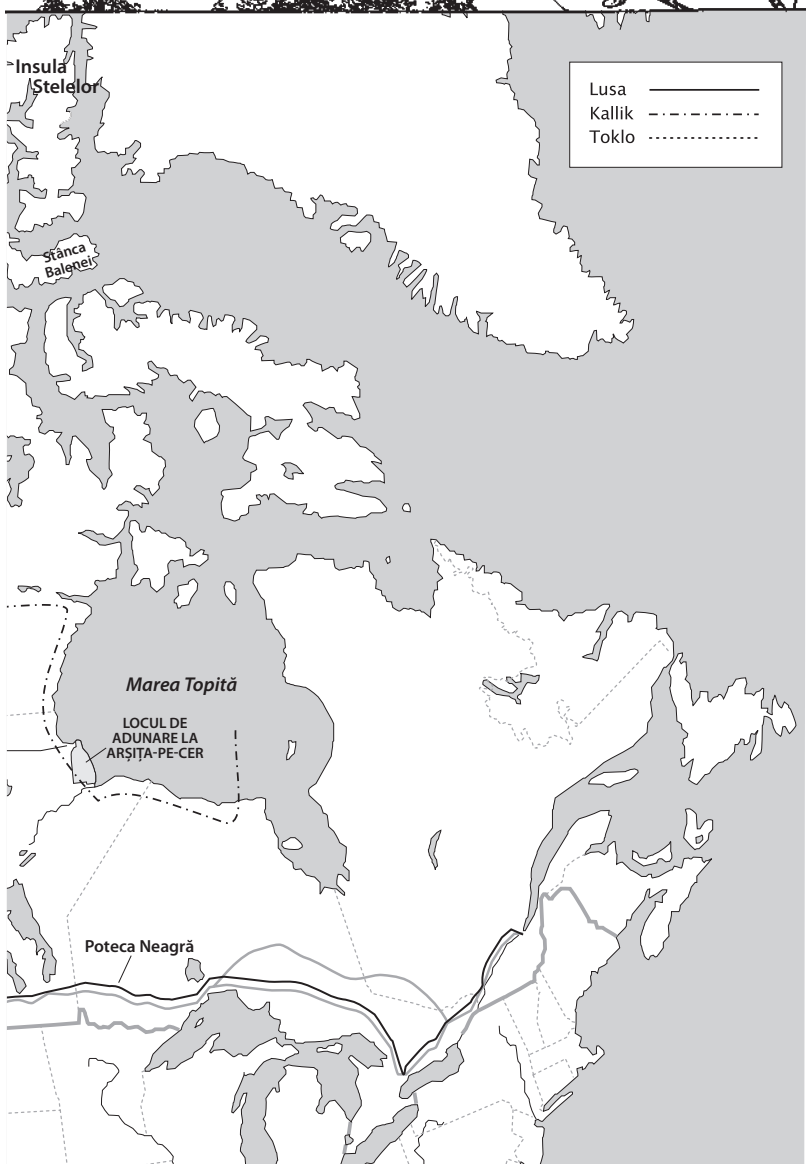 Insula
Stelelor
Lusa
Kallik
Toklo
Stânca
Balenei
Marea Topită
LOCUL DE
ADUNARE LA
ARȘIȚA-PE-CER
Poteca Neagră